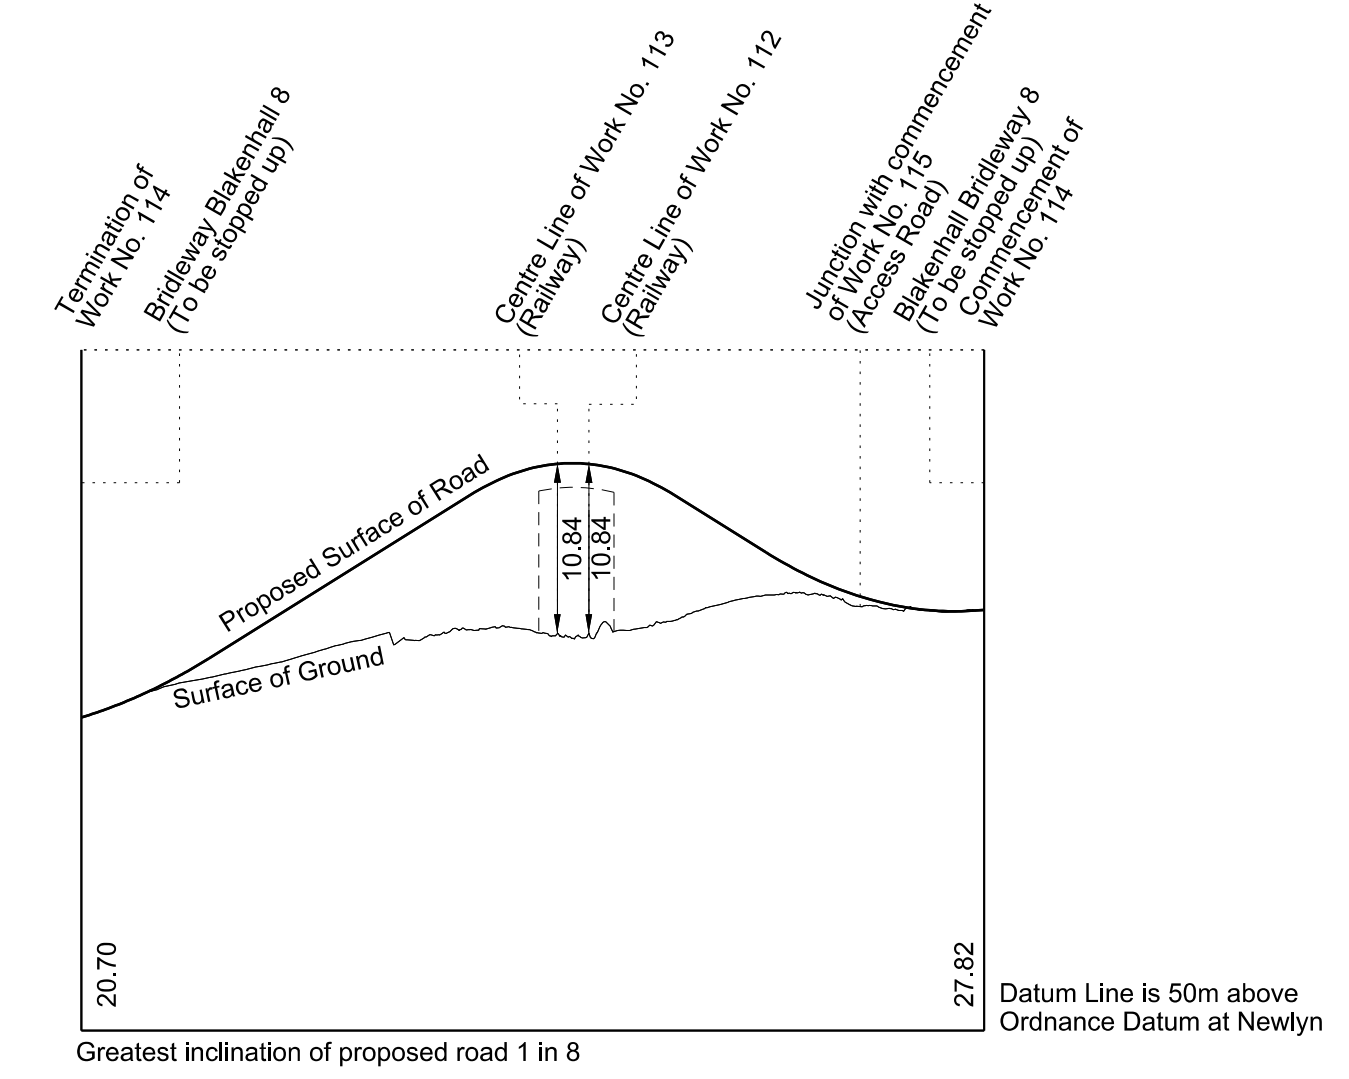 Termination of
Work No. 114
Bridleway Blakenhall 8
(To be stopped up)
Centre Line of Work No. 113
(Railway)
Centre Line of Work No. 112
(Railway)
Junction with commencement
of Work No. 115
(Access Road)
Blakenhall Bridleway 8
(To be stopped up)
Commencement of
Work No. 114
Proposed Surface of Road
10.84
10.84
Surface of Ground
20.70
27.82
Datum Line is 50m above
Ordnance Datum at Newlyn
Greatest inclination of proposed road 1 in 8